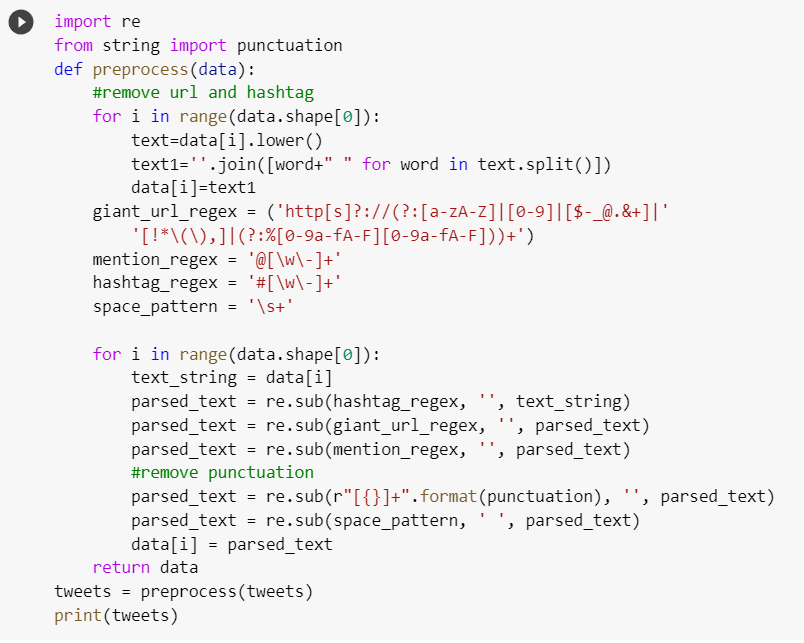 import re
from string import punctuation
def preprocess(data):
    #remove url and hashtag
    for i in range(data.shape[0]):
        text=data[i].lower()
        text1=''.join([word+" " for word in text.split()])
        data[i]=text1
    giant_url_regex = ('http[s]?://(?:[a-zA-Z]|[0-9]|[$-_@.&+]|'
        '[!*\(\),]|(?:%[0-9a-fA-F][0-9a-fA-F]))+')
    mention_regex = '@[\w\-]+'
    hashtag_regex = '#[\w\-]+'
    space_pattern = '\s+'

    for i in range(data.shape[0]):
        text_string = data[i]
        parsed_text = re.sub(hashtag_regex, '', text_string)
        parsed_text = re.sub(giant_url_regex, '', parsed_text)
        parsed_text = re.sub(mention_regex, '', parsed_text)
        #remove punctuation
        parsed_text = re.sub(r"[{}]+".format(punctuation), '', parsed_text)
        parsed_text = re.sub(space_pattern, ' ', parsed_text)
        data[i] = parsed_text
    return data
tweets = preprocess(tweets)
print(tweets)